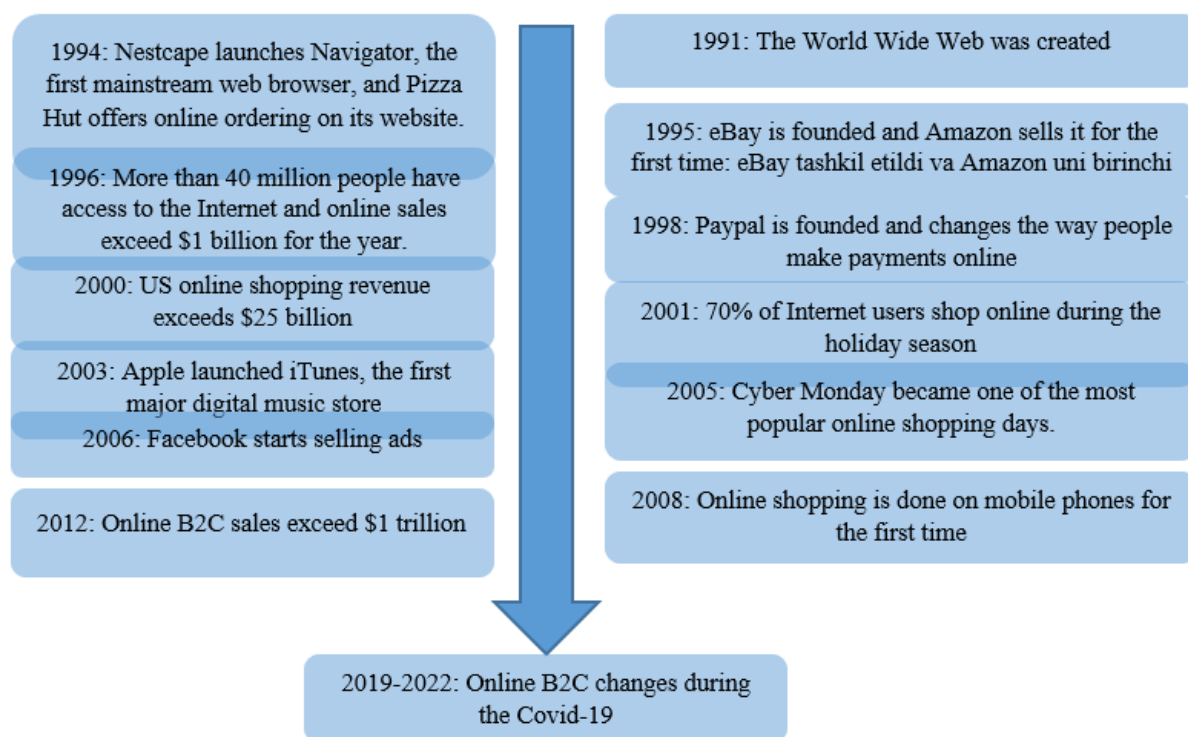 1994: Nestcape launches Navigator, the
first mainstream web browser, and Pizza
Hut offers online ordering on its website.
1996: More than 40 million people have
access to the Internet and online sales
exceed $1 billion for the year.
2000: US online shopping revenue
exceeds $25 billion
2003: Apple launched iTunes, the first
major digital music store
2006: Facebook starts selling ads
2012: Online B2C sales exceed $1 trillion
1991: The World Wide Web was created
1995: eBay is founded and Amazon sells it for the
first time: eBay tashkil etildi va Amazon uni birinchi
1998: Paypal is founded and changes the way people
make payments online
2001: 70% of Internet users shop online during the
holiday season
2005: Cyber Monday became one of the most
popular online shopping days.
2008: Online shopping is done on mobile phones for
the first time
2019-2022: Online B2C changes during
the Covid-19